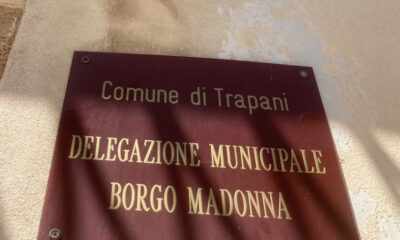 Comune di Trapani
DELEGAZIONE MUNICIPALE
BORGO MADONNA